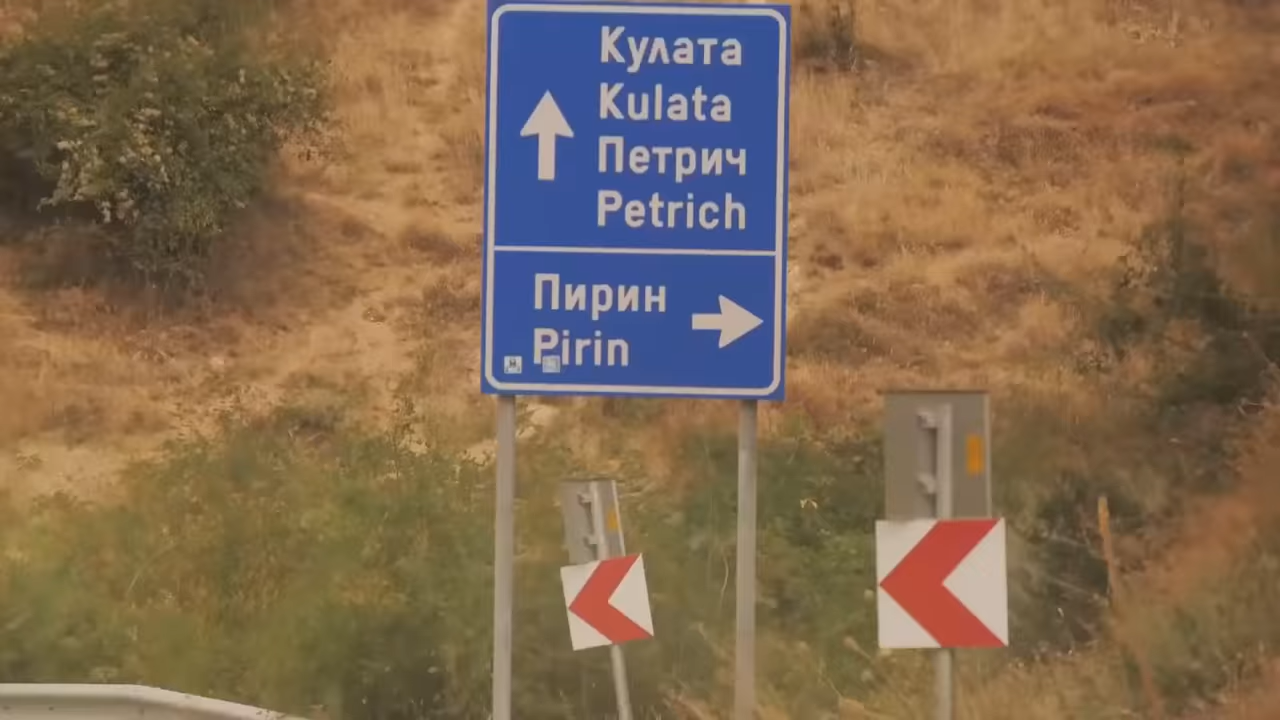 Кулата
Kulata
Петрич
Petrich
Пирин
Pirin